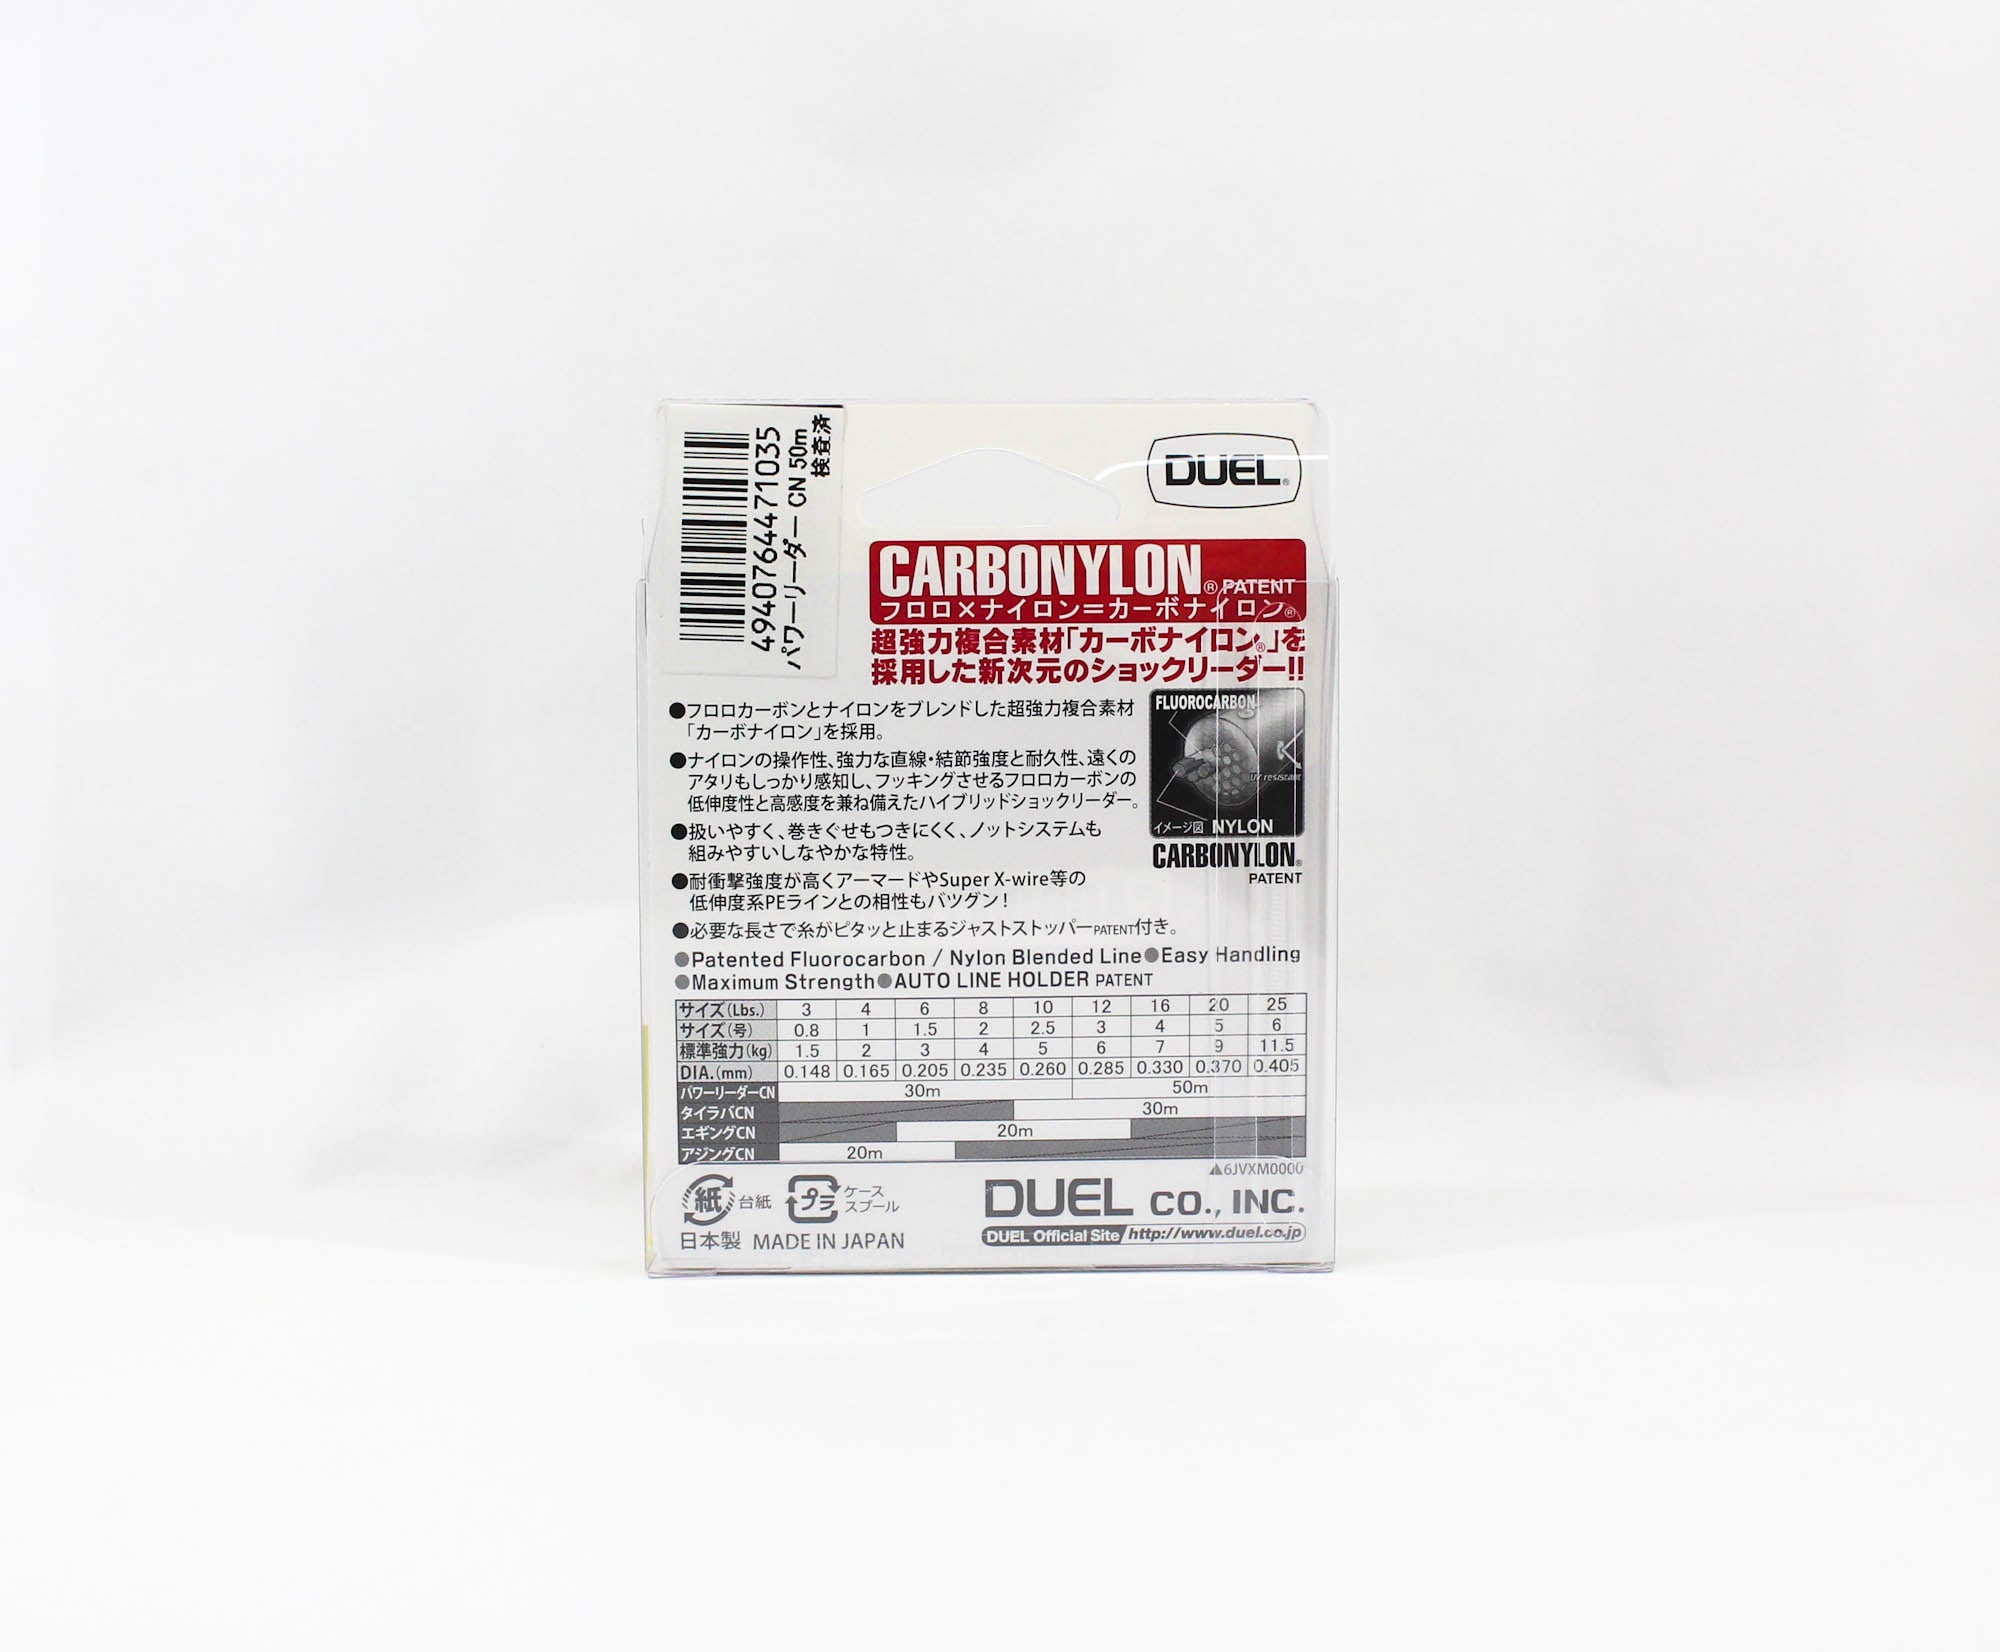 4940764471035
パワーリーダー CN 50m
検査済
DUEL®
CARBONYLON® PATENT
フロロ×ナイロン=カーボナイロン®
超強力複合素材「カーボナイロン®」を
採用した新次元のショックリーダー!!
●フロロカーボンとナイロンをブレンドした超強力複合素材
「カーボナイロン」を採用。
●ナイロンの操作性、強力な直線・結節強度と耐久性、遠くの
アタリもしっかり感知し、フッキングさせるフロロカーボンの
低伸度性と高感度を兼ね備えたハイブリッドショックリーダー。
●扱いやすく、巻きぐせもつきにくく、ノットシステムも
組みやすいしなやかな特性。
●耐衝撃強度が高くアーマードやSuper X-wire等の
低伸度系PEラインとの相性もバツグン!
●必要な長さで糸がピタッと止まるジャストストッパーPATENT付き。
FLUOROCARBON
UV resistant
イメージ図 NYLON
CARBONYLON®
PATENT
●Patented Fluorocarbon / Nylon Blended Line●Easy Handling
●Maximum Strength●AUTO LINE HOLDER PATENT
サイズ(Lbs.) 3 4 6 8 10 12 16 20 25
サイズ(号) 0.8 1 1.5 2 2.5 3 4 5 6
標準強力(kg) 1.5 2 3 4 5 6 7 9 11.5
DIA.(mm) 0.148 0.165 0.205 0.235 0.260 0.285 0.330 0.370 0.405
パワーリーダーCN 30m 50m
タイラバCN 30m
エギングCN 20m
アジングCN 20m
▲6JVXM0000
紙 台紙 プラ ケース
スプール
日本製 MADE IN JAPAN
DUEL CO., INC.
DUEL Official Site http://www.duel.co.jp